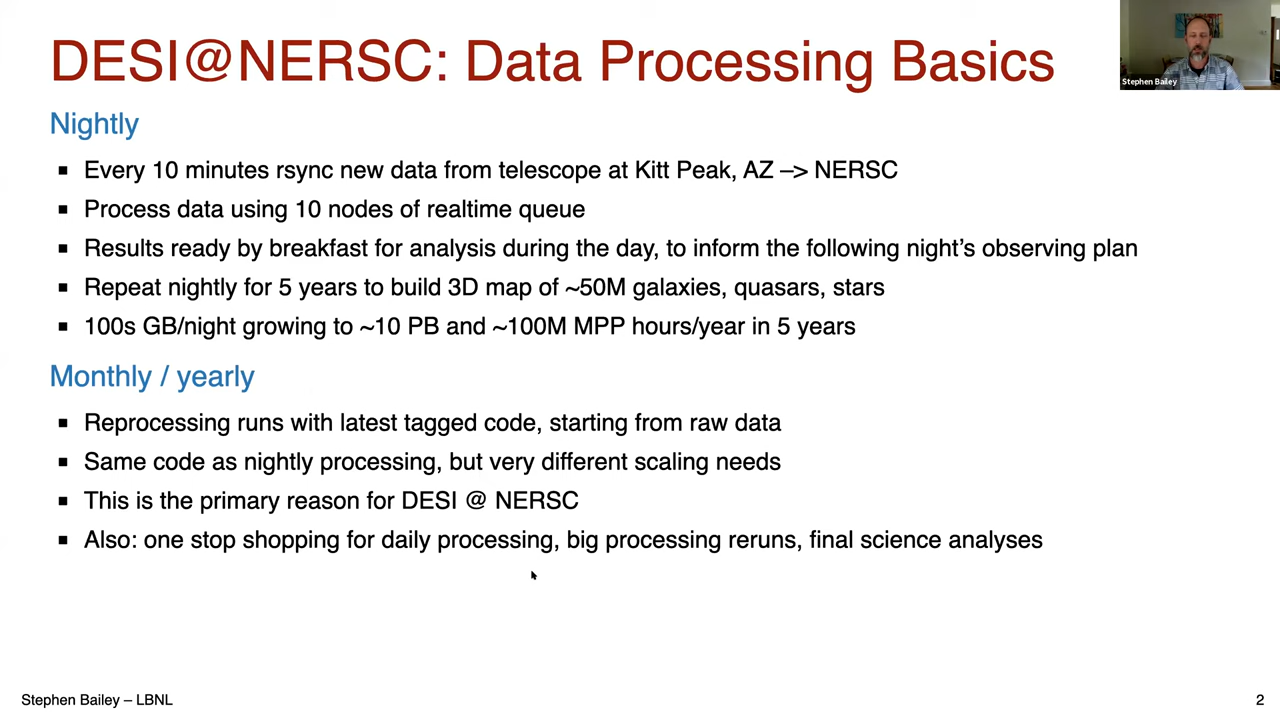 DESI@NERSC: Data Processing Basics
Stephen Bailey
Nightly
▪ Every 10 minutes rsync new data from telescope at Kitt Peak, AZ –> NERSC
▪ Process data using 10 nodes of realtime queue
▪ Results ready by breakfast for analysis during the day, to inform the following night's observing plan
▪ Repeat nightly for 5 years to build 3D map of ~50M galaxies, quasars, stars
▪ 100s GB/night growing to ~10 PB and ~100M MPP hours/year in 5 years
Monthly / yearly
▪ Reprocessing runs with latest tagged code, starting from raw data
▪ Same code as nightly processing, but very different scaling needs
▪ This is the primary reason for DESI @ NERSC
▪ Also: one stop shopping for daily processing, big processing reruns, final science analyses
Stephen Bailey – LBNL
2